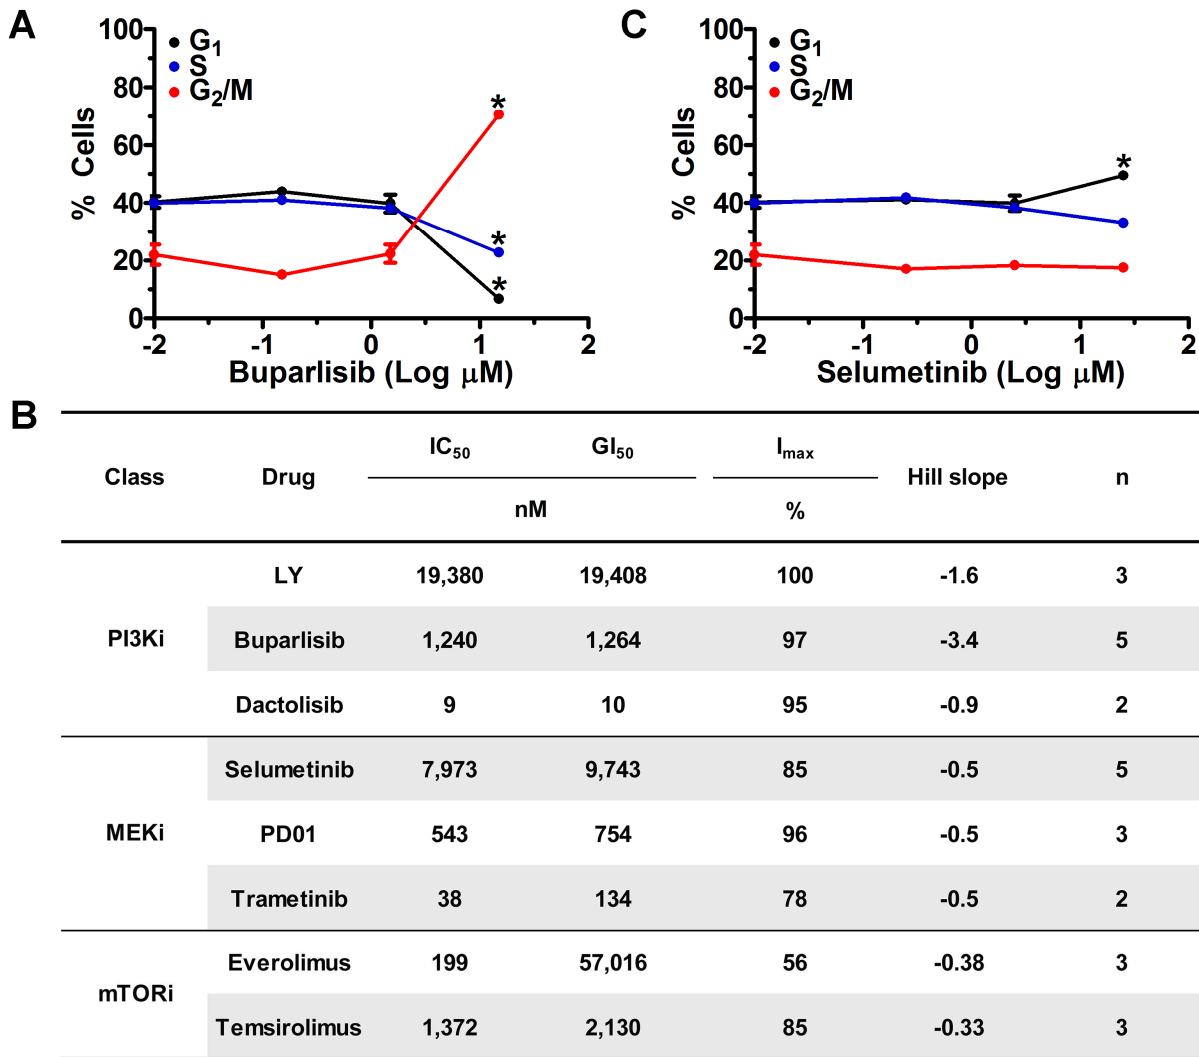 A
100
80
60
40
20
0
% Cells
G1
S
G2/M
*
*
*
-2 -1 0 1 2
Buparlisib (Log µM)
C
100
80
60
40
20
0
% Cells
G1
S
G2/M
*
-2 -1 0 1 2
Selumetinib (Log µM)
B
Class Drug IC50 GI50 Imax Hill slope n
nM %
PI3Ki
LY 19,380 19,408 100 -1.6 3
Buparlisib 1,240 1,264 97 -3.4 5
Dactolisib 9 10 95 -0.9 2
MEKi
Selumetinib 7,973 9,743 85 -0.5 5
PD01 543 754 96 -0.5 3
Trametinib 38 134 78 -0.5 2
mTORi
Everolimus 199 57,016 56 -0.38 3
Temsirolimus 1,372 2,130 85 -0.33 3